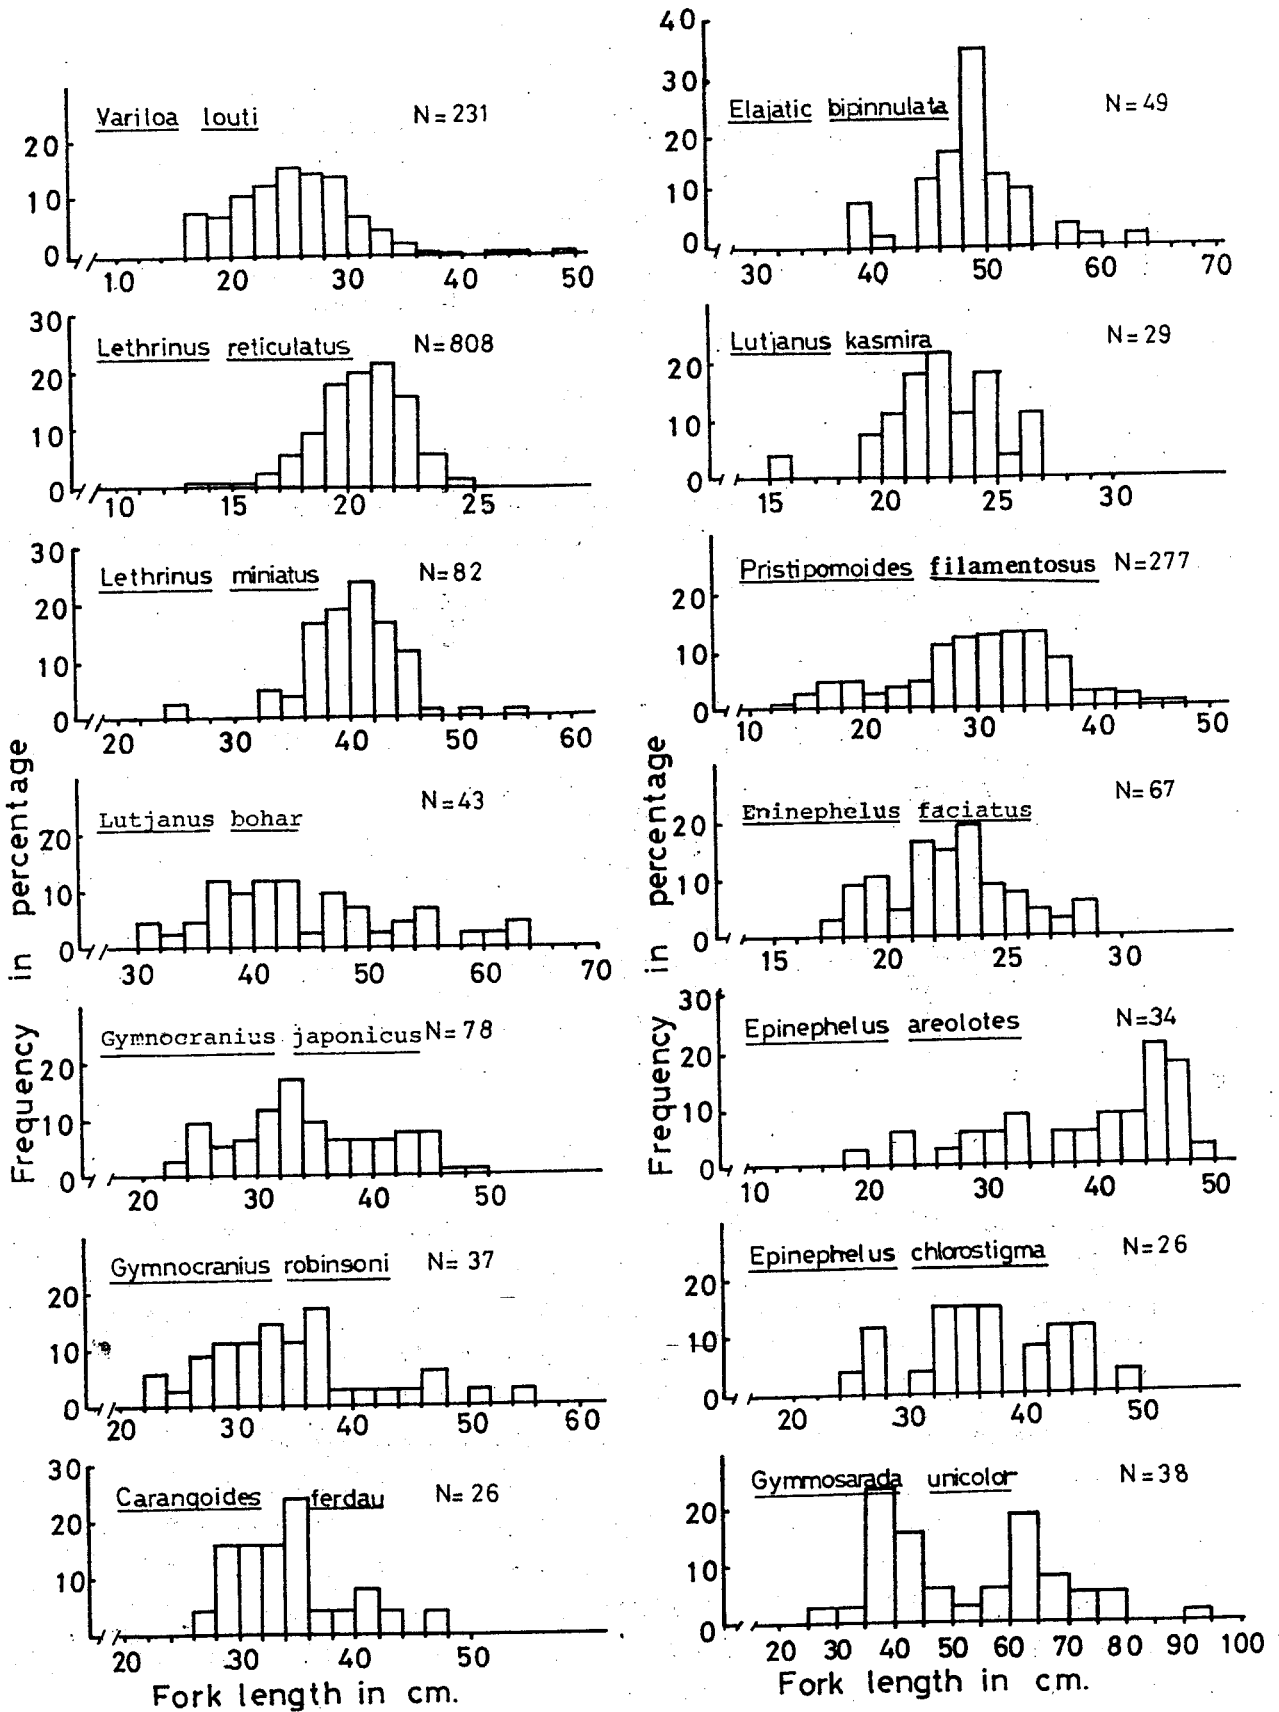 Variloa louti N=231
20
10
0
10 20 30 40 50
Lethrinus reticulatus N=808
30
20
10
0
10 15 20 25
Lethrinus miniatus N=82
30
20
10
0
20 30 40 50 60
Lutjanus bohar N=43
20
10
0
30 40 50 60 70
Gymnocranius japonicus N=78
20
10
0
20 30 40 50
Gymnocranius robinsoni N=37
20
10
0
20 30 40 50 60
Carangoides ferdau N=26
30
20
10
20 30 40 50
Fork length in cm.
Frequency in percentage
Elajatic bipinnulata N=49
40
30
20
10
0
30 40 50 60 70
Lutjanus kasmira N=29
20
10
0
15 20 25 30
Pristipomoides filamentosus N=277
20
10
0
10 20 30 40 50
Epinephelus faciatus N=67
20
10
0
15 20 25 30
Epinephelus areolotes N=34
30
20
10
0
10 20 30 40 50
Epinephelus chlorostigma N=26
20
10
0
20 30 40 50
Gymmosarada unicolor N=38
20
10
0
20 30 40 50 60 70 80 90 100
Fork length in cm.
Frequency in percentage